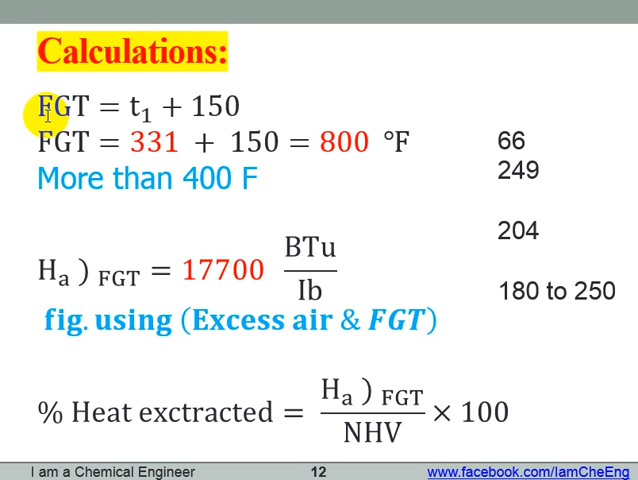 Calculations:
FGT = t₁ + 150
FGT = 331 + 150 = 800 °F
More than 400 F
66
249
204
180 to 250
Hₐ ) FGT = 17700 BTu/Ib
fig. using (Excess air & FGT)
% Heat exctracted = Hₐ ) FGT / NHV × 100
I am a Chemical Engineer 12 www.facebook.com/IamCheEng